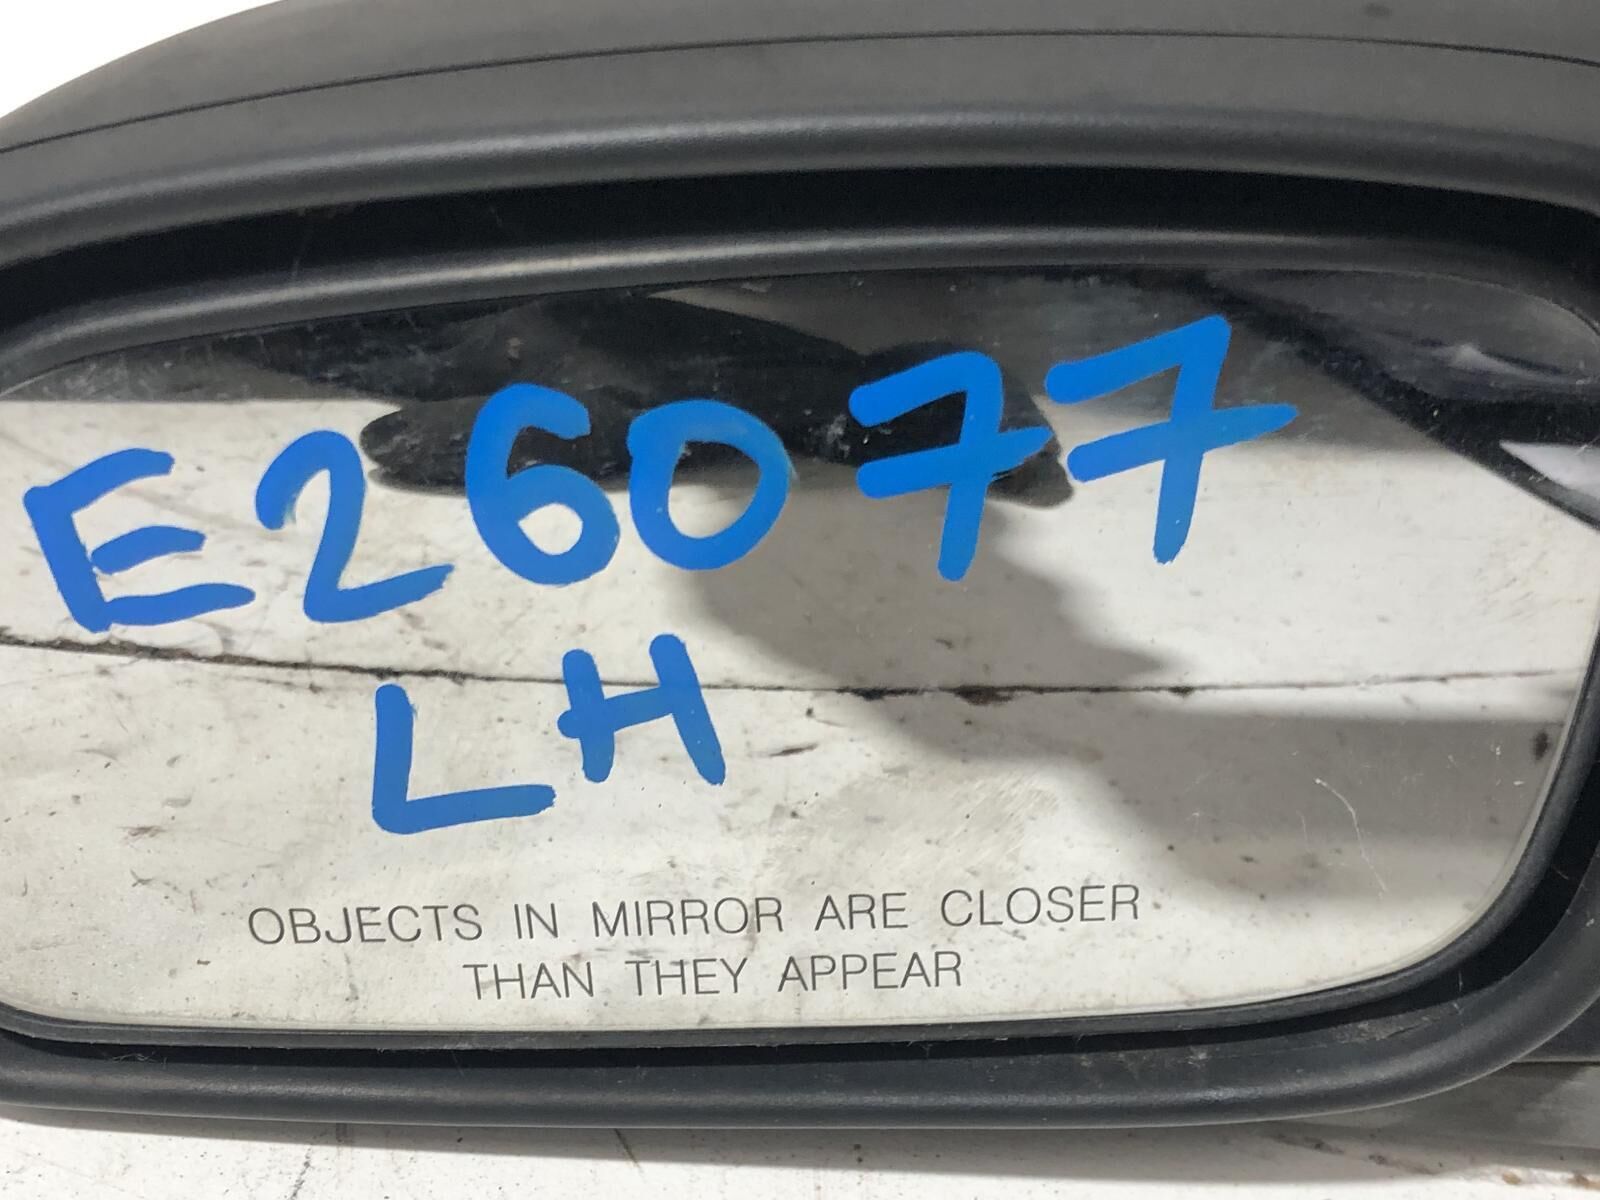 E26077
LH
OBJECTS IN MIRROR ARE CLOSER
THAN THEY APPEAR